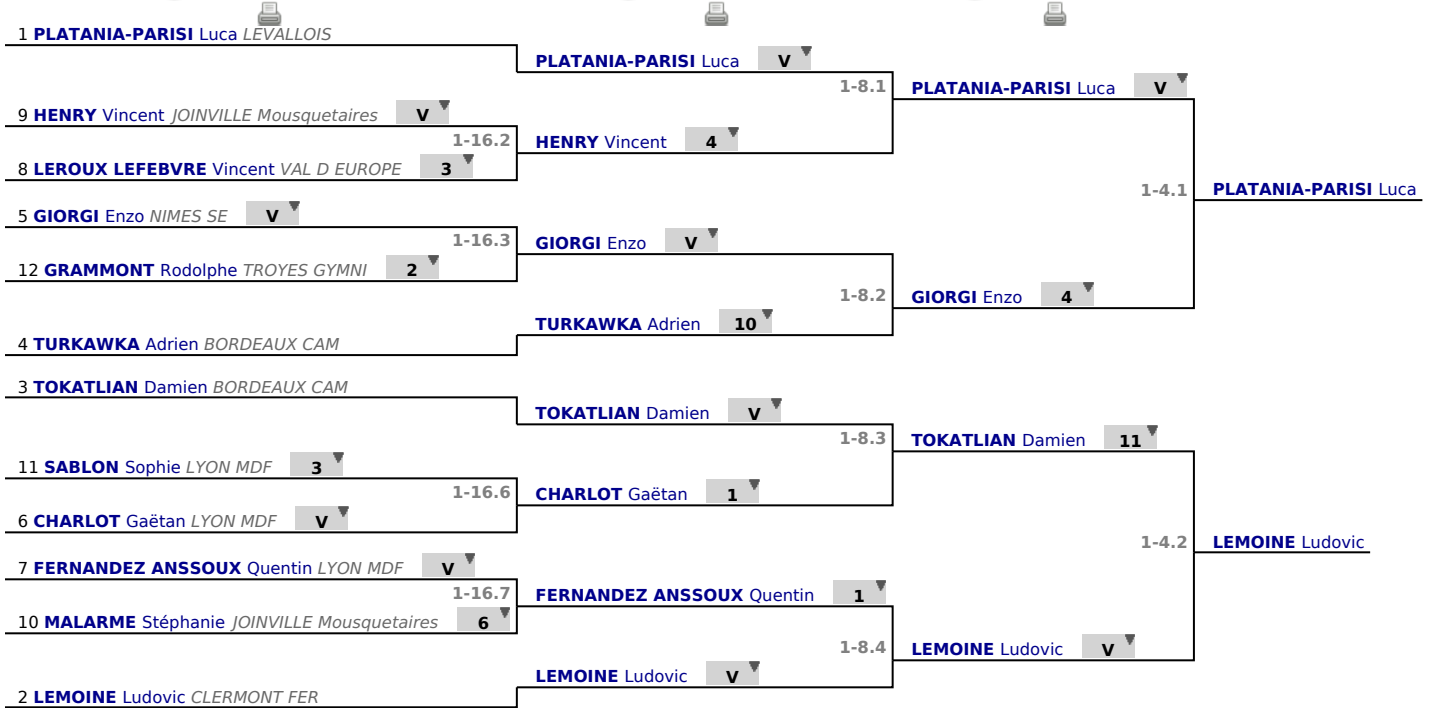 1 PLATANIA-PARISI Luca LEVALLOIS
PLATANIA-PARISI Luca V
1-8.1
PLATANIA-PARISI Luca V
9 HENRY Vincent JOINVILLE Mousquetaires V
1-16.2
HENRY Vincent 4
8 LEROUX LEFEBVRE Vincent VAL D EUROPE 3
1-4.1
PLATANIA-PARISI Luca
5 GIORGI Enzo NIMES SE V
1-16.3
GIORGI Enzo V
12 GRAMMONT Rodolphe TROYES GYMNI 2
1-8.2
GIORGI Enzo 4
TURKAWKA Adrien 10
4 TURKAWKA Adrien BORDEAUX CAM
3 TOKATLIAN Damien BORDEAUX CAM
TOKATLIAN Damien V
1-8.3
TOKATLIAN Damien 11
11 SABLON Sophie LYON MDF 3
1-16.6
CHARLOT Gaëtan 1
6 CHARLOT Gaëtan LYON MDF V
1-4.2
LEMOINE Ludovic
7 FERNANDEZ ANSSOUX Quentin LYON MDF V
1-16.7
FERNANDEZ ANSSOUX Quentin 1
10 MALARME Stéphanie JOINVILLE Mousquetaires 6
1-8.4
LEMOINE Ludovic V
LEMOINE Ludovic V
2 LEMOINE Ludovic CLERMONT FER